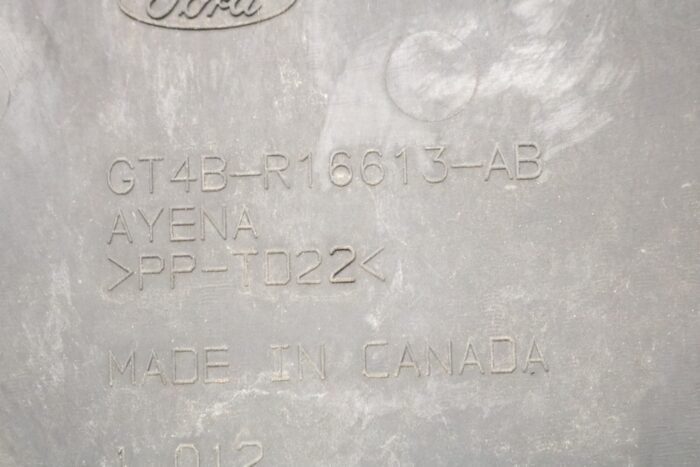 Ford
GT4B-R16613-AB
AYENA
>PP-TD22<
MADE IN CANADA